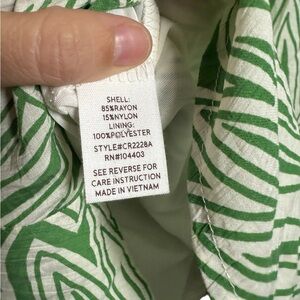 SHELL:
85%RAYON
15%NYLON
LINING:
100%POLYESTER
STYLE#CR2228A
RN#104403
SEE REVERSE FOR
CARE INSTRUCTION
MADE IN VIETNAM